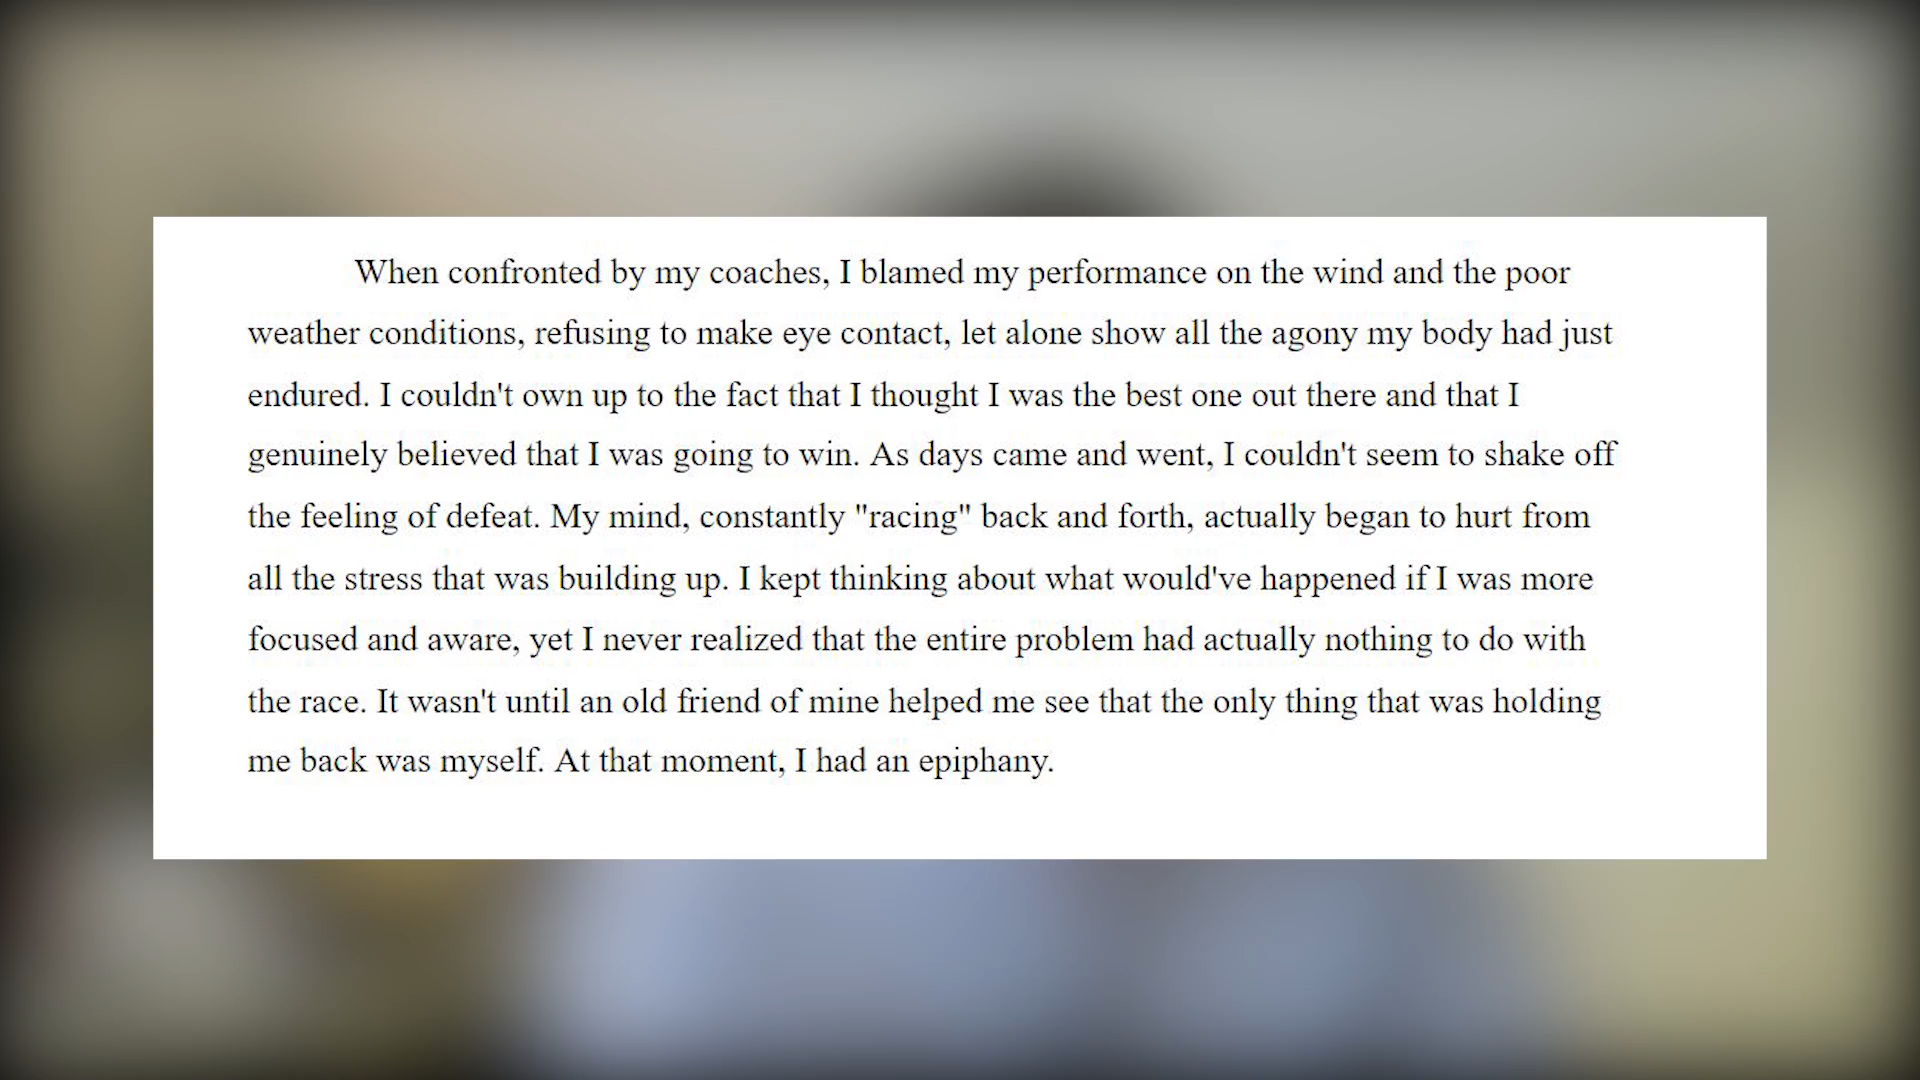 When confronted by my coaches, I blamed my performance on the wind and the poor
weather conditions, refusing to make eye contact, let alone show all the agony my body had just
endured. I couldn't own up to the fact that I thought I was the best one out there and that I
genuinely believed that I was going to win. As days came and went, I couldn't seem to shake off
the feeling of defeat. My mind, constantly "racing" back and forth, actually began to hurt from
all the stress that was building up. I kept thinking about what would've happened if I was more
focused and aware, yet I never realized that the entire problem had actually nothing to do with
the race. It wasn't until an old friend of mine helped me see that the only thing that was holding
me back was myself. At that moment, I had an epiphany.